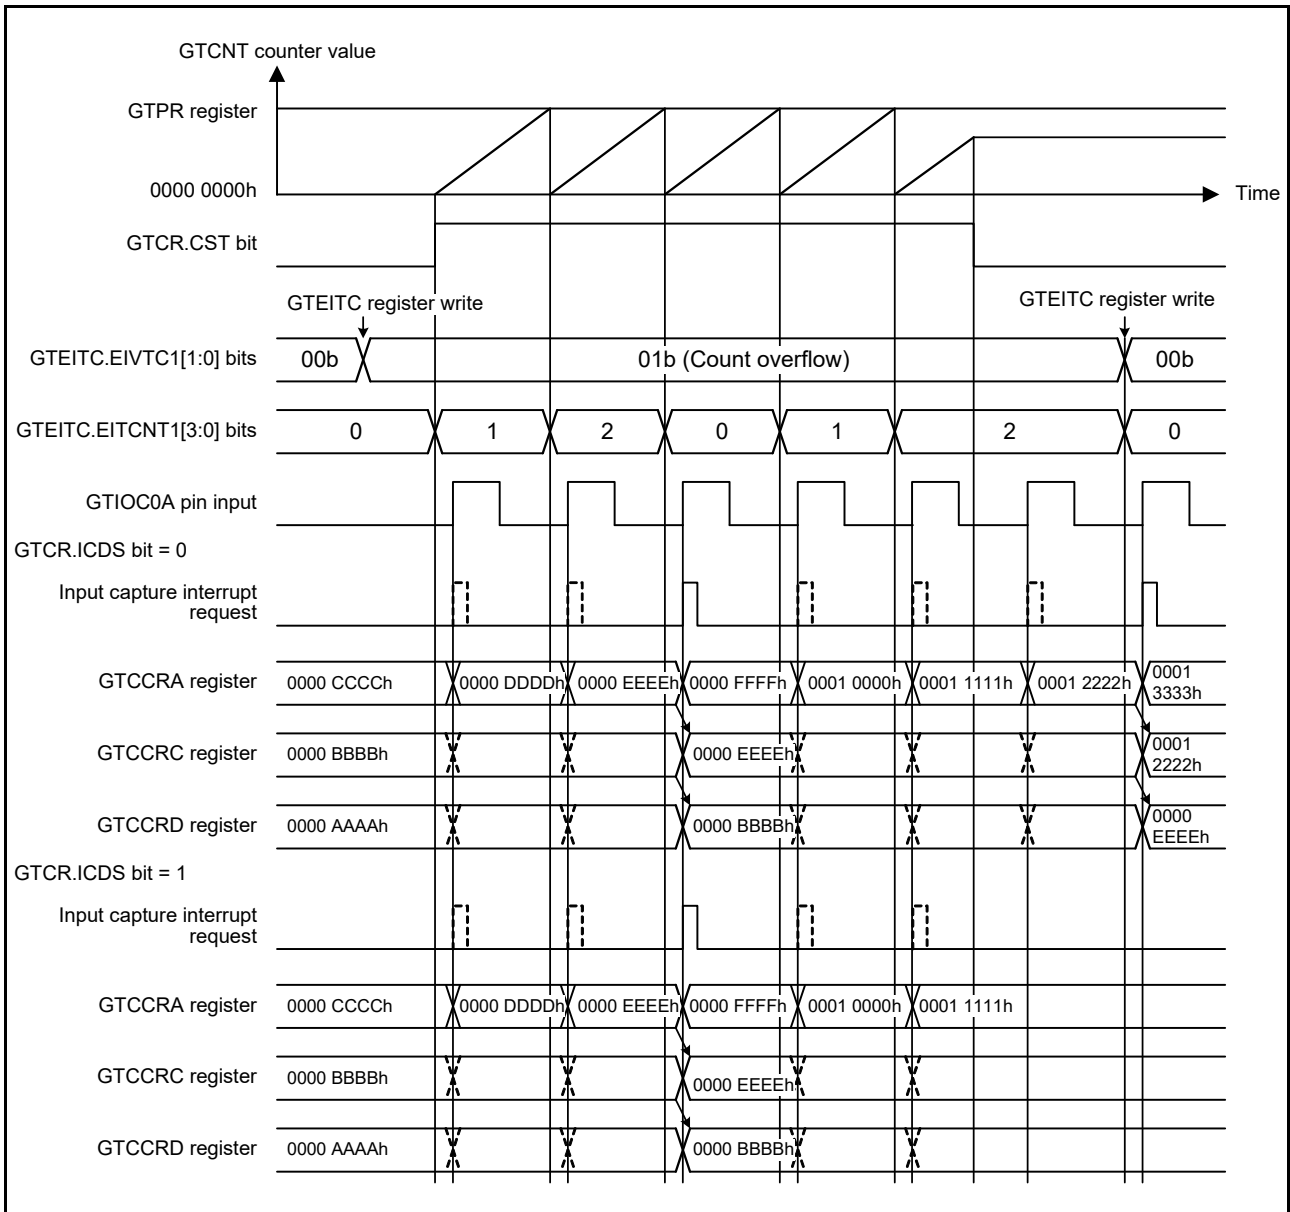 GTCNT counter value
GTPR register
0000 0000h
Time
GTCR.CST bit
GTEITC register write
GTEITC register write
GTEITC.EIVTC1[1:0] bits
00b
01b (Count overflow)
00b
GTEITC.EITCNT1[3:0] bits
0
1
2
0
1
2
0
GTIOC0A pin input
GTCR.ICDS bit = 0
Input capture interrupt
request
GTCCRA register
0000 CCCCh
0000 DDDDh
0000 EEEEh
0000 FFFFh
0001 0000h
0001 1111h
0001 2222h
0001
3333h
GTCCRC register
0000 BBBBh
0000 EEEEh
0001
2222h
GTCCRD register
0000 AAAAh
0000 BBBBh
0000
EEEEh
GTCR.ICDS bit = 1
Input capture interrupt
request
GTCCRA register
0000 CCCCh
0000 DDDDh
0000 EEEEh
0000 FFFFh
0001 0000h
0001 1111h
GTCCRC register
0000 BBBBh
0000 EEEEh
GTCCRD register
0000 AAAAh
0000 BBBBh